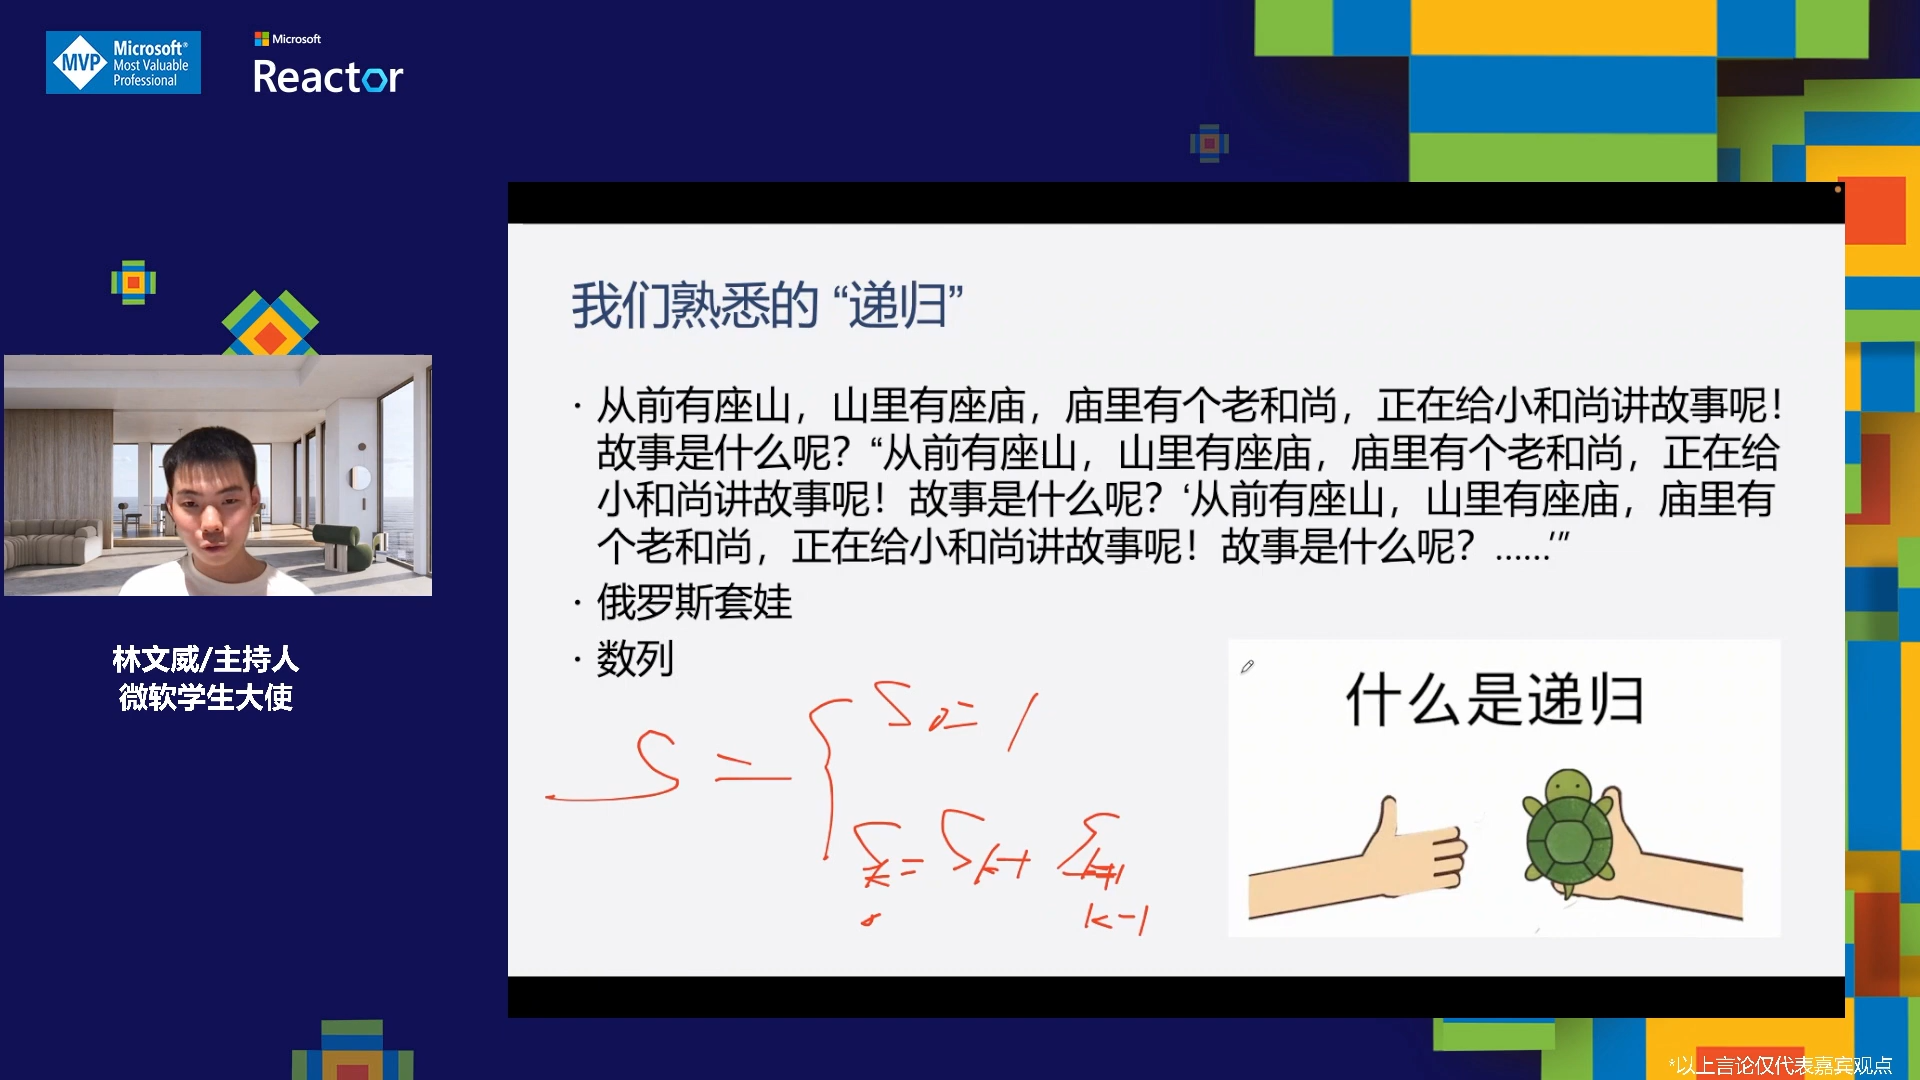 MVP
Microsoft®
Most Valuable
Professional
Microsoft
Reactor
我们熟悉的 “递归”
· 从前有座山，山里有座庙，庙里有个老和尚，正在给小和尚讲故事呢！
故事是什么呢？“从前有座山，山里有座庙，庙里有个老和尚，正在给
小和尚讲故事呢！故事是什么呢？‘从前有座山，山里有座庙，庙里有
个老和尚，正在给小和尚讲故事呢！故事是什么呢？……’”
· 俄罗斯套娃
· 数列
S = {
S0 = 1
k-1
什么是递归
林文威/主持人
微软学生大使
*以上言论仅代表嘉宾观点